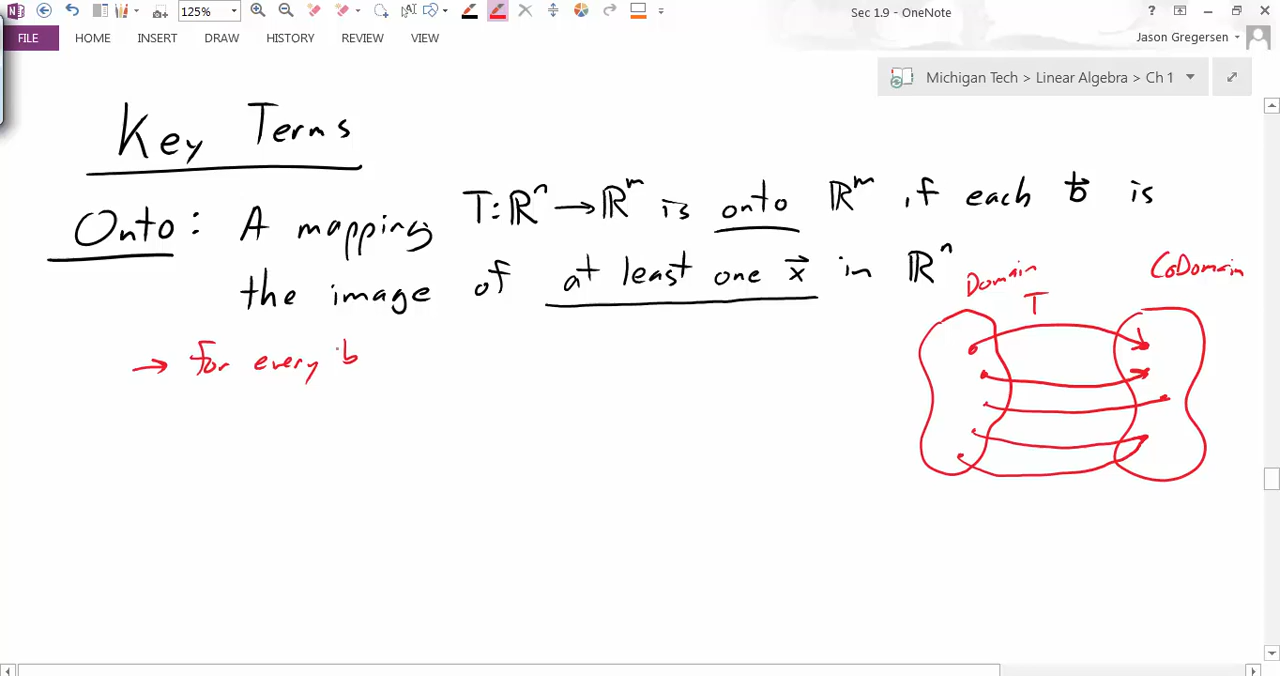 125%
Sec 1.9 - OneNote
FILE HOME INSERT DRAW HISTORY REVIEW VIEW
Jason Gregersen
Michigan Tech > Linear Algebra > Ch 1
Key Terms
Onto: A mapping T: ℝⁿ → ℝᵐ is onto ℝᵐ if each b⃗ is
the image of at least one x⃗ in ℝⁿ
Domain
CoDomain
T
→ for every b